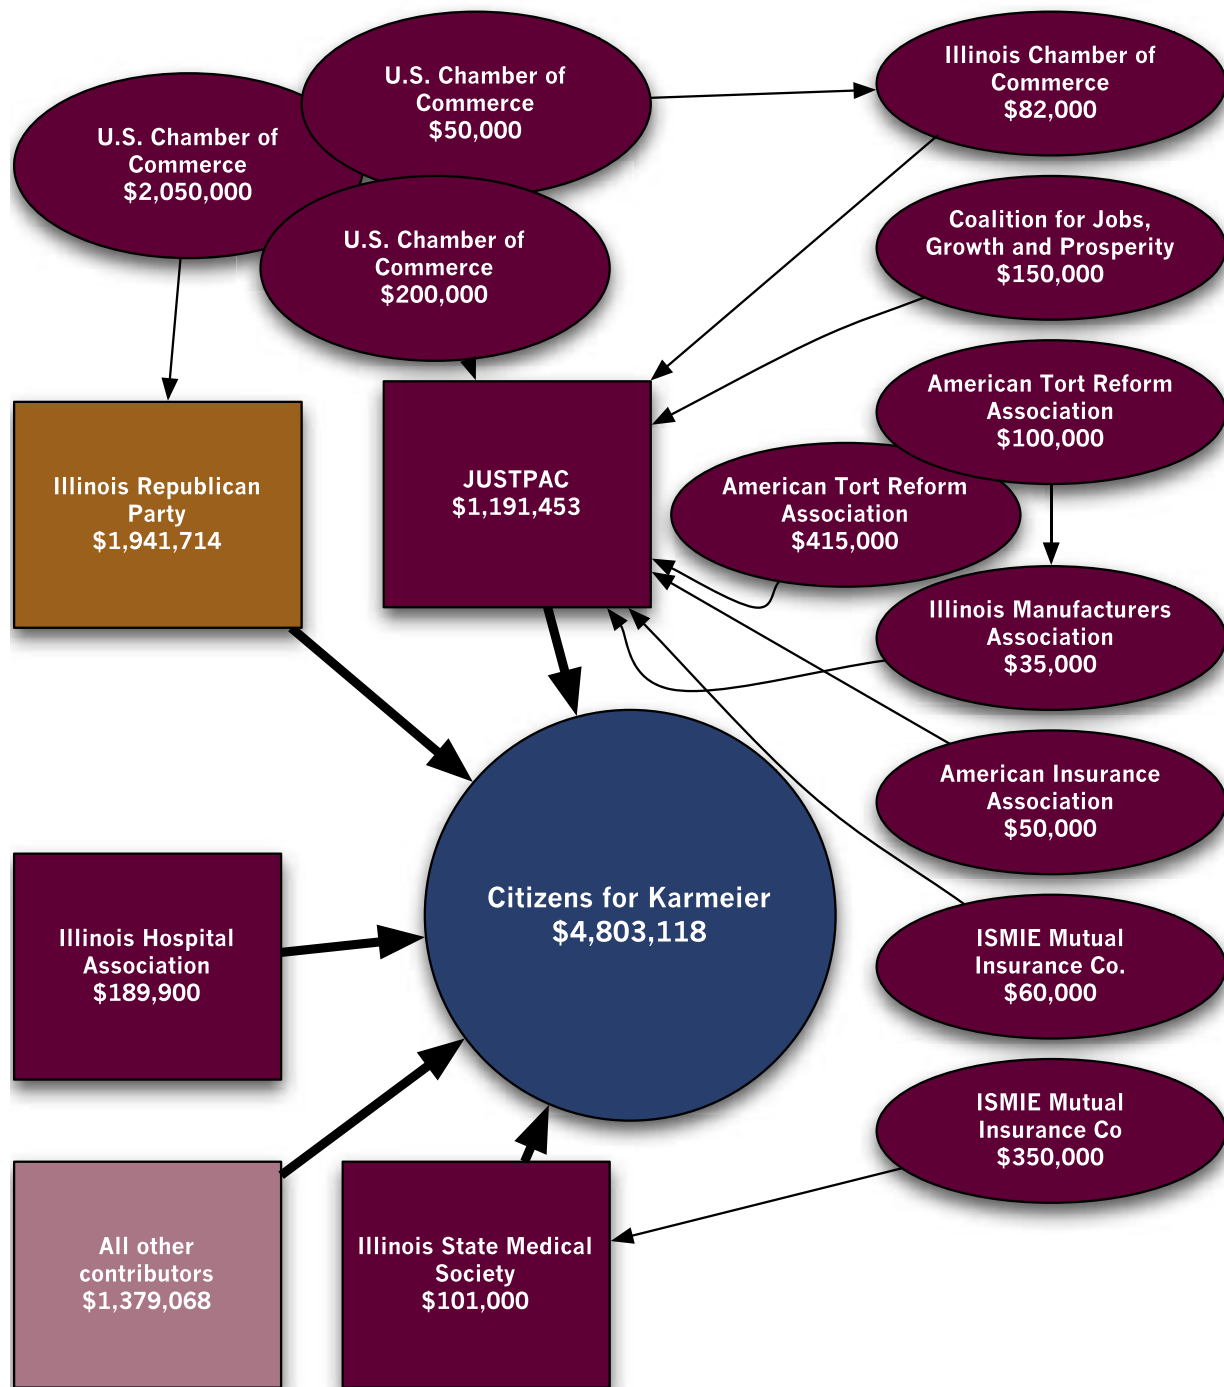 U.S. Chamber of
Commerce
$50,000
Illinois Chamber of
Commerce
$82,000
U.S. Chamber of
Commerce
$2,050,000
U.S. Chamber of
Commerce
$200,000
Coalition for Jobs,
Growth and Prosperity
$150,000
American Tort Reform
Association
$100,000
Illinois Republican
Party
$1,941,714
JUSTPAC
$1,191,453
American Tort Reform
Association
$415,000
Illinois Manufacturers
Association
$35,000
American Insurance
Association
$50,000
Citizens for Karmeier
$4,803,118
Illinois Hospital
Association
$189,900
ISMIE Mutual
Insurance Co.
$60,000
ISMIE Mutual
Insurance Co
$350,000
All other
contributors
$1,379,068
Illinois State Medical
Society
$101,000